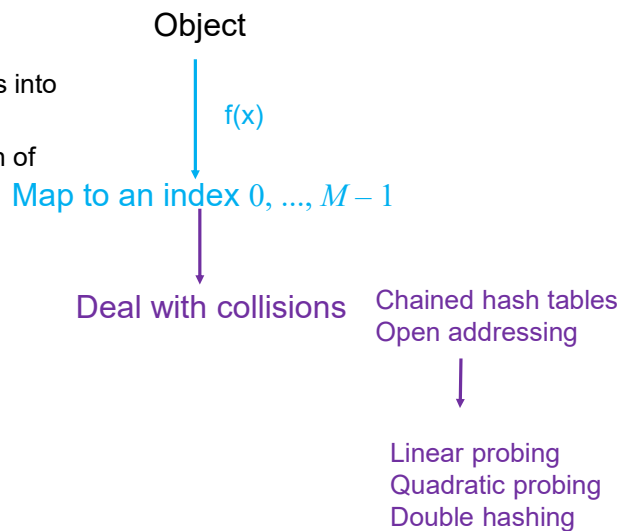 Object
s into
f(x)
n of
Map to an index 0, ..., M – 1
Deal with collisions
Chained hash tables
Open addressing
Linear probing
Quadratic probing
Double hashing